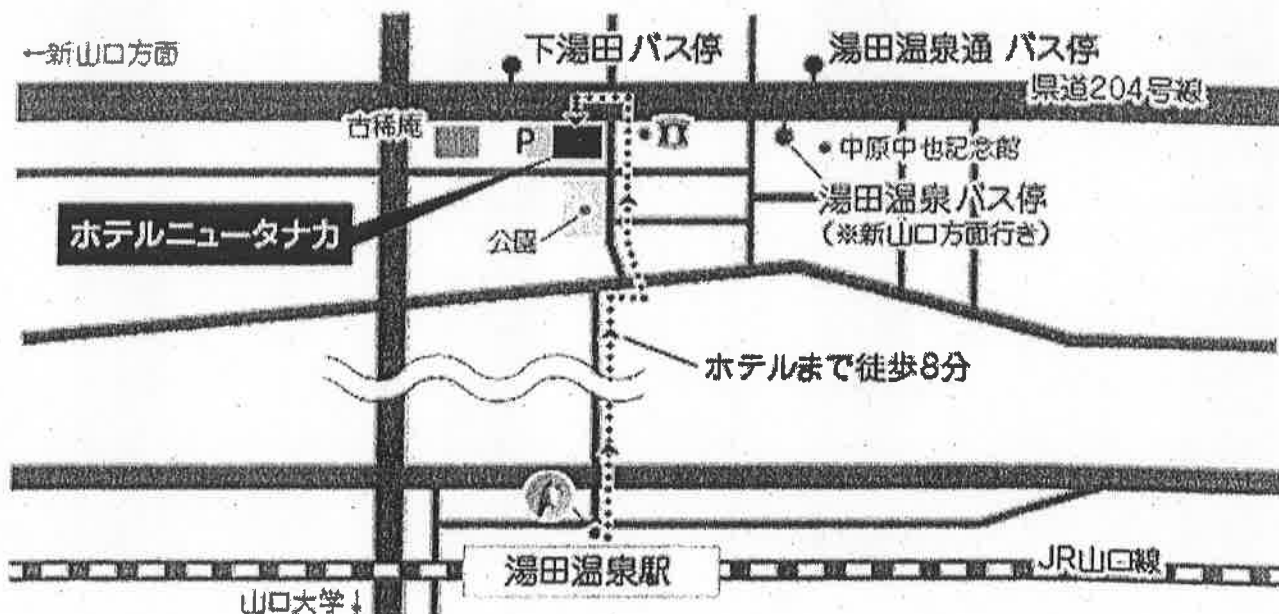 ←新山口方面
下湯田 バス停
湯田温泉通 バス停
県道204号線
古稀庵
P
中原中也記念館
湯田温泉 バス停
(※新山口方面行き)
ホテルニュータナカ
公園
ホテルまで徒歩8分
湯田温泉駅
JR山口線
山口大学↓